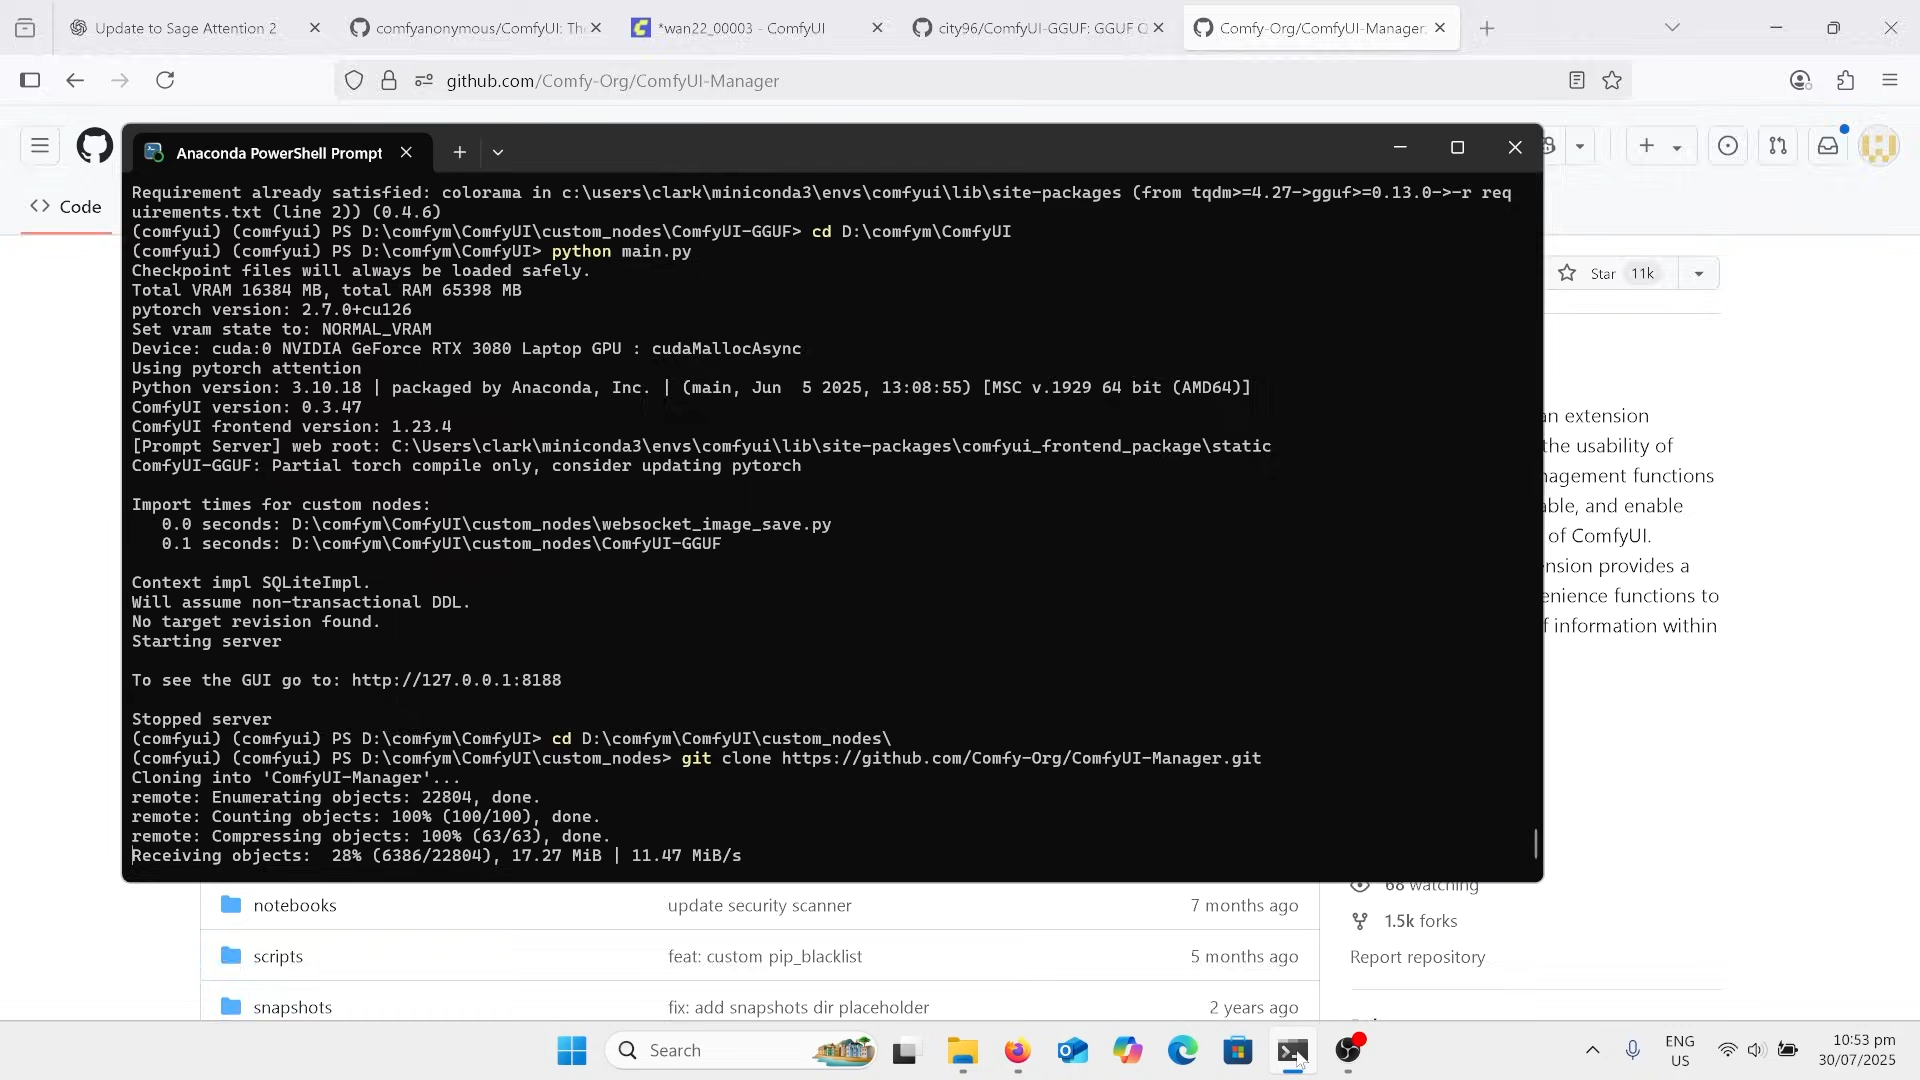 Update to Sage Attention 2
comfyanonymous/ComfyUI: Th
*wan22_00003 - ComfyUI
city96/ComfyUI-GGUF: GGUF Q
Comfy-Org/ComfyUI-Manager:
github.com/Comfy-Org/ComfyUI-Manager
Anaconda PowerShell Prompt
Code
Requirement already satisfied: colorama in c:\users\clark\miniconda3\envs\comfyui\lib\site-packages (from tqdm>=4.27->gguf>=0.13.0->-r req
uirements.txt (line 2)) (0.4.6)
(comfyui) (comfyui) PS D:\comfym\ComfyUI\custom_nodes\ComfyUI-GGUF> cd D:\comfym\ComfyUI
(comfyui) (comfyui) PS D:\comfym\ComfyUI> python main.py
Checkpoint files will always be loaded safely.
Total VRAM 16384 MB, total RAM 65398 MB
pytorch version: 2.7.0+cu126
Set vram state to: NORMAL_VRAM
Device: cuda:0 NVIDIA GeForce RTX 3080 Laptop GPU : cudaMallocAsync
Using pytorch attention
Python version: 3.10.18 | packaged by Anaconda, Inc. | (main, Jun  5 2025, 13:08:55) [MSC v.1929 64 bit (AMD64)]
ComfyUI version: 0.3.47
ComfyUI frontend version: 1.23.4
[Prompt Server] web root: C:\Users\clark\miniconda3\envs\comfyui\lib\site-packages\comfyui_frontend_package\static
ComfyUI-GGUF: Partial torch compile only, consider updating pytorch
Import times for custom nodes:
0.0 seconds: D:\comfym\ComfyUI\custom_nodes\websocket_image_save.py
0.1 seconds: D:\comfym\ComfyUI\custom_nodes\ComfyUI-GGUF
Context impl SQLiteImpl.
Will assume non-transactional DDL.
No target revision found.
Starting server
To see the GUI go to: http://127.0.0.1:8188
Stopped server
(comfyui) (comfyui) PS D:\comfym\ComfyUI> cd D:\comfym\ComfyUI\custom_nodes\
(comfyui) (comfyui) PS D:\comfym\ComfyUI\custom_nodes> git clone https://github.com/Comfy-Org/ComfyUI-Manager.git
Cloning into 'ComfyUI-Manager'...
remote: Enumerating objects: 22804, done.
remote: Counting objects: 100% (100/100), done.
remote: Compressing objects: 100% (63/63), done.
Receiving objects:  28% (6386/22804), 17.27 MiB | 11.47 MiB/s
Star 11k
an extension
the usability of
nagement functions
able, and enable
of ComfyUI.
ension provides a
enience functions to
f information within
68 watching
1.5k forks
Report repository
notebooks update security scanner 7 months ago
scripts feat: custom pip_blacklist 5 months ago
snapshots fix: add snapshots dir placeholder 2 years ago
Search
ENG
US
10:53 pm
30/07/2025